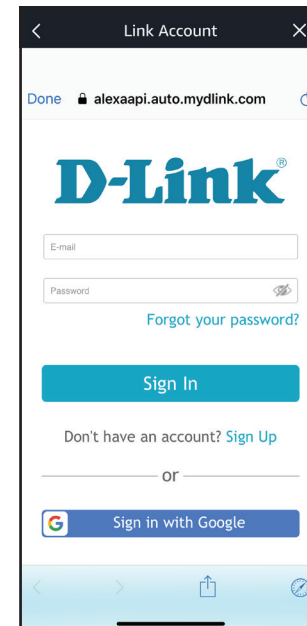 Link Account
Done alexaapi.auto.mydlink.com
D-Link®
E-mail
Password
Forgot your password?
Sign In
Don't have an account? Sign Up
or
G Sign in with Google